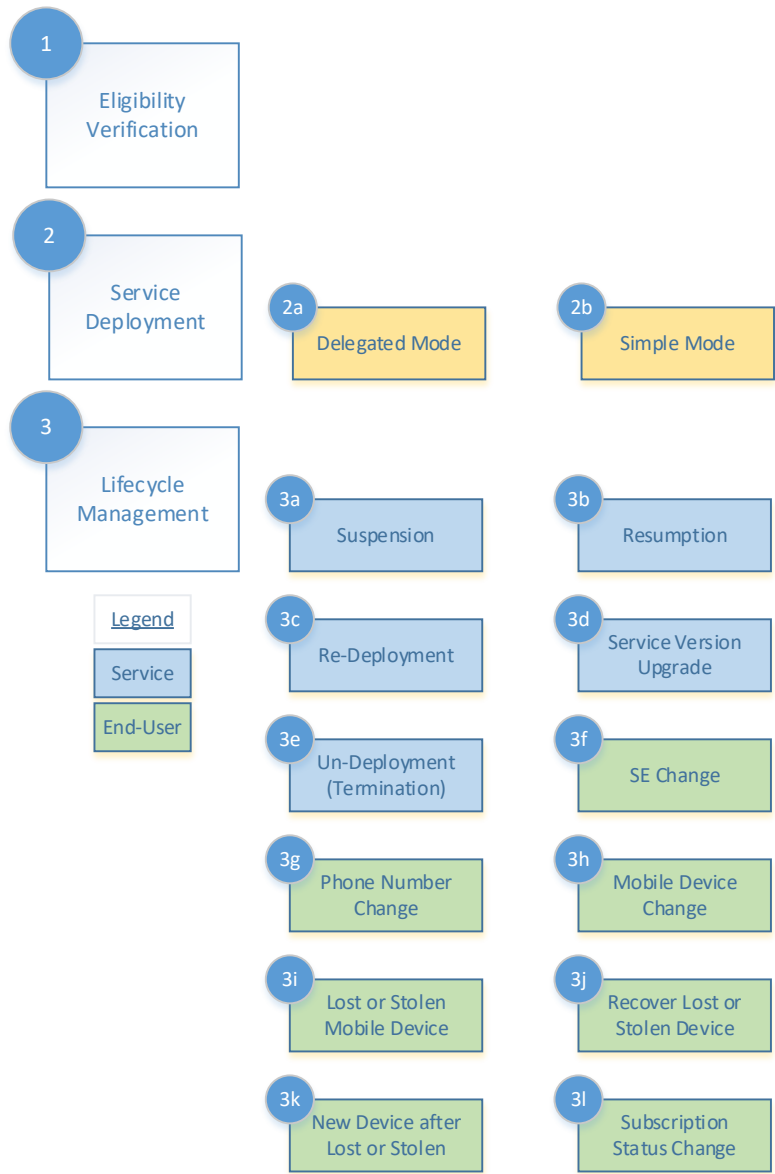 1
Eligibility
Verification
2
Service
Deployment
2a
Delegated Mode
2b
Simple Mode
3
Lifecycle
Management
3a
Suspension
3b
Resumption
Legend
Service
End-User
3c
Re-Deployment
3d
Service Version
Upgrade
3e
Un-Deployment
(Termination)
3f
SE Change
3g
Phone Number
Change
3h
Mobile Device
Change
3i
Lost or Stolen
Mobile Device
3j
Recover Lost or
Stolen Device
3k
New Device after
Lost or Stolen
3l
Subscription
Status Change